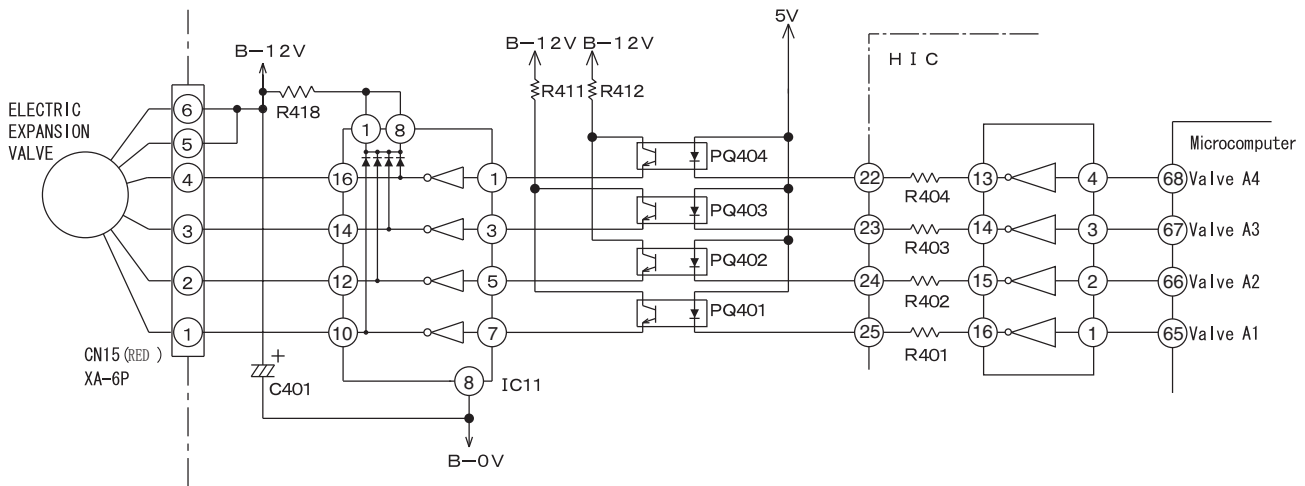 5V
B-12V
B-12V B-12V
H I C
R411 R412
R418
ELECTRIC
EXPANSION
VALVE
6
5
4
3
2
1
1 8
16
14
12
10
1
3
5
7
8
PQ404
PQ403
PQ402
PQ401
22
23
24
25
R404
R403
R402
R401
13
14
15
16
4
3
2
1
Microcomputer
68 Valve A4
67 Valve A3
66 Valve A2
65 Valve A1
CN15 (RED )
XA-6P
+
C401
IC11
B-0V